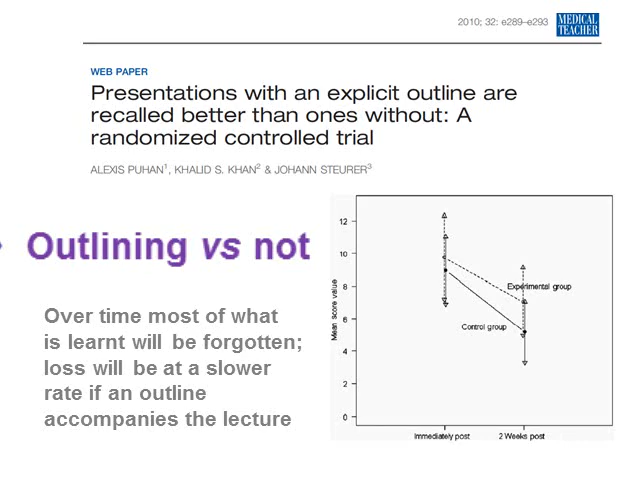 2010; 32: e289–e293
MEDICAL
TEACHER
WEB PAPER
Presentations with an explicit outline are
recalled better than ones without: A
randomized controlled trial
ALEXIS PUHAN¹, KHALID S. KHAN² & JOHANN STEURER³
Outlining vs not
Over time most of what
is learnt will be forgotten;
loss will be at a slower
rate if an outline
accompanies the lecture
Mean score value
12
10
8
6
4
2
0
Experimental group
Control group
Immediately post
2 Weeks post